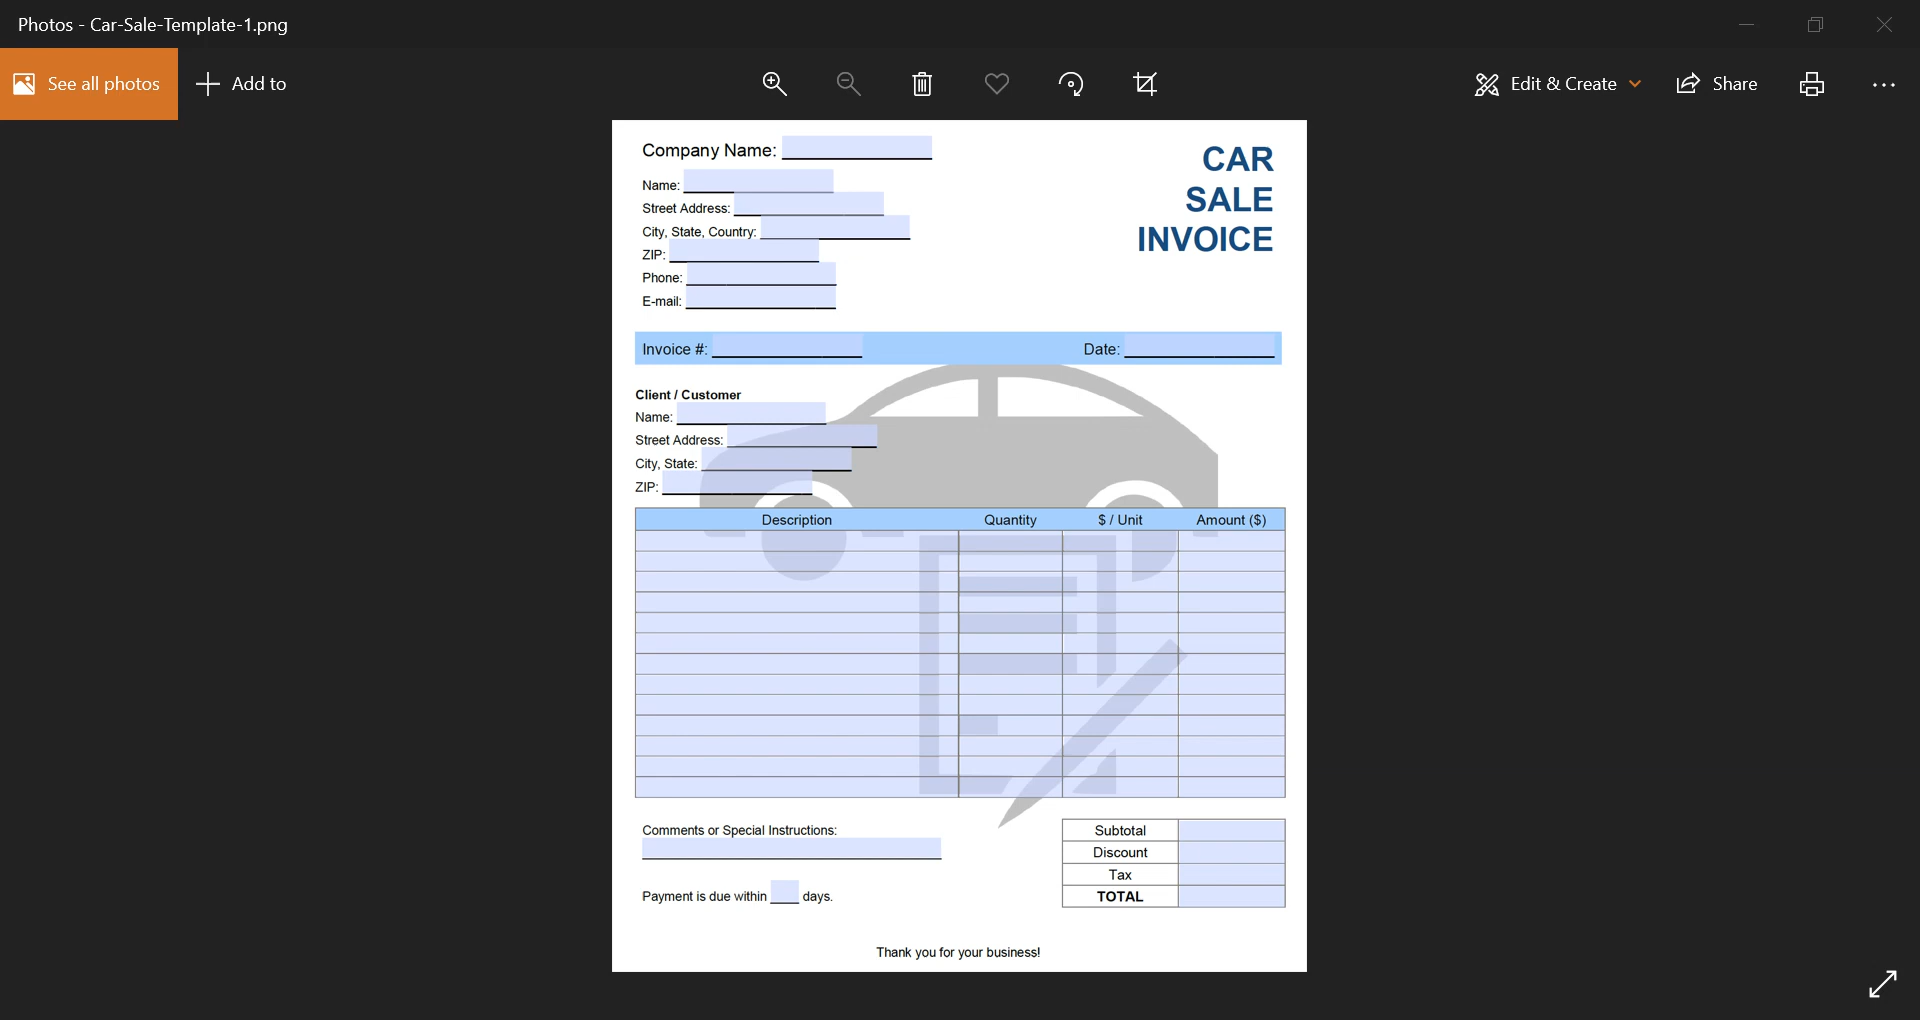 Photos - Car-Sale-Template-1.png
See all photos
Add to
Edit & Create
Share
Company Name:
CAR
SALE
INVOICE
Name:
Street Address:
City, State, Country:
ZIP:
Phone:
E-mail:
Invoice #: Date:
Client / Customer
Name:
Street Address:
City, State:
ZIP:
Description Quantity $ / Unit Amount ($)
Comments or Special Instructions:
Payment is due within ___ days.
Subtotal
Discount
Tax
TOTAL
Thank you for your business!